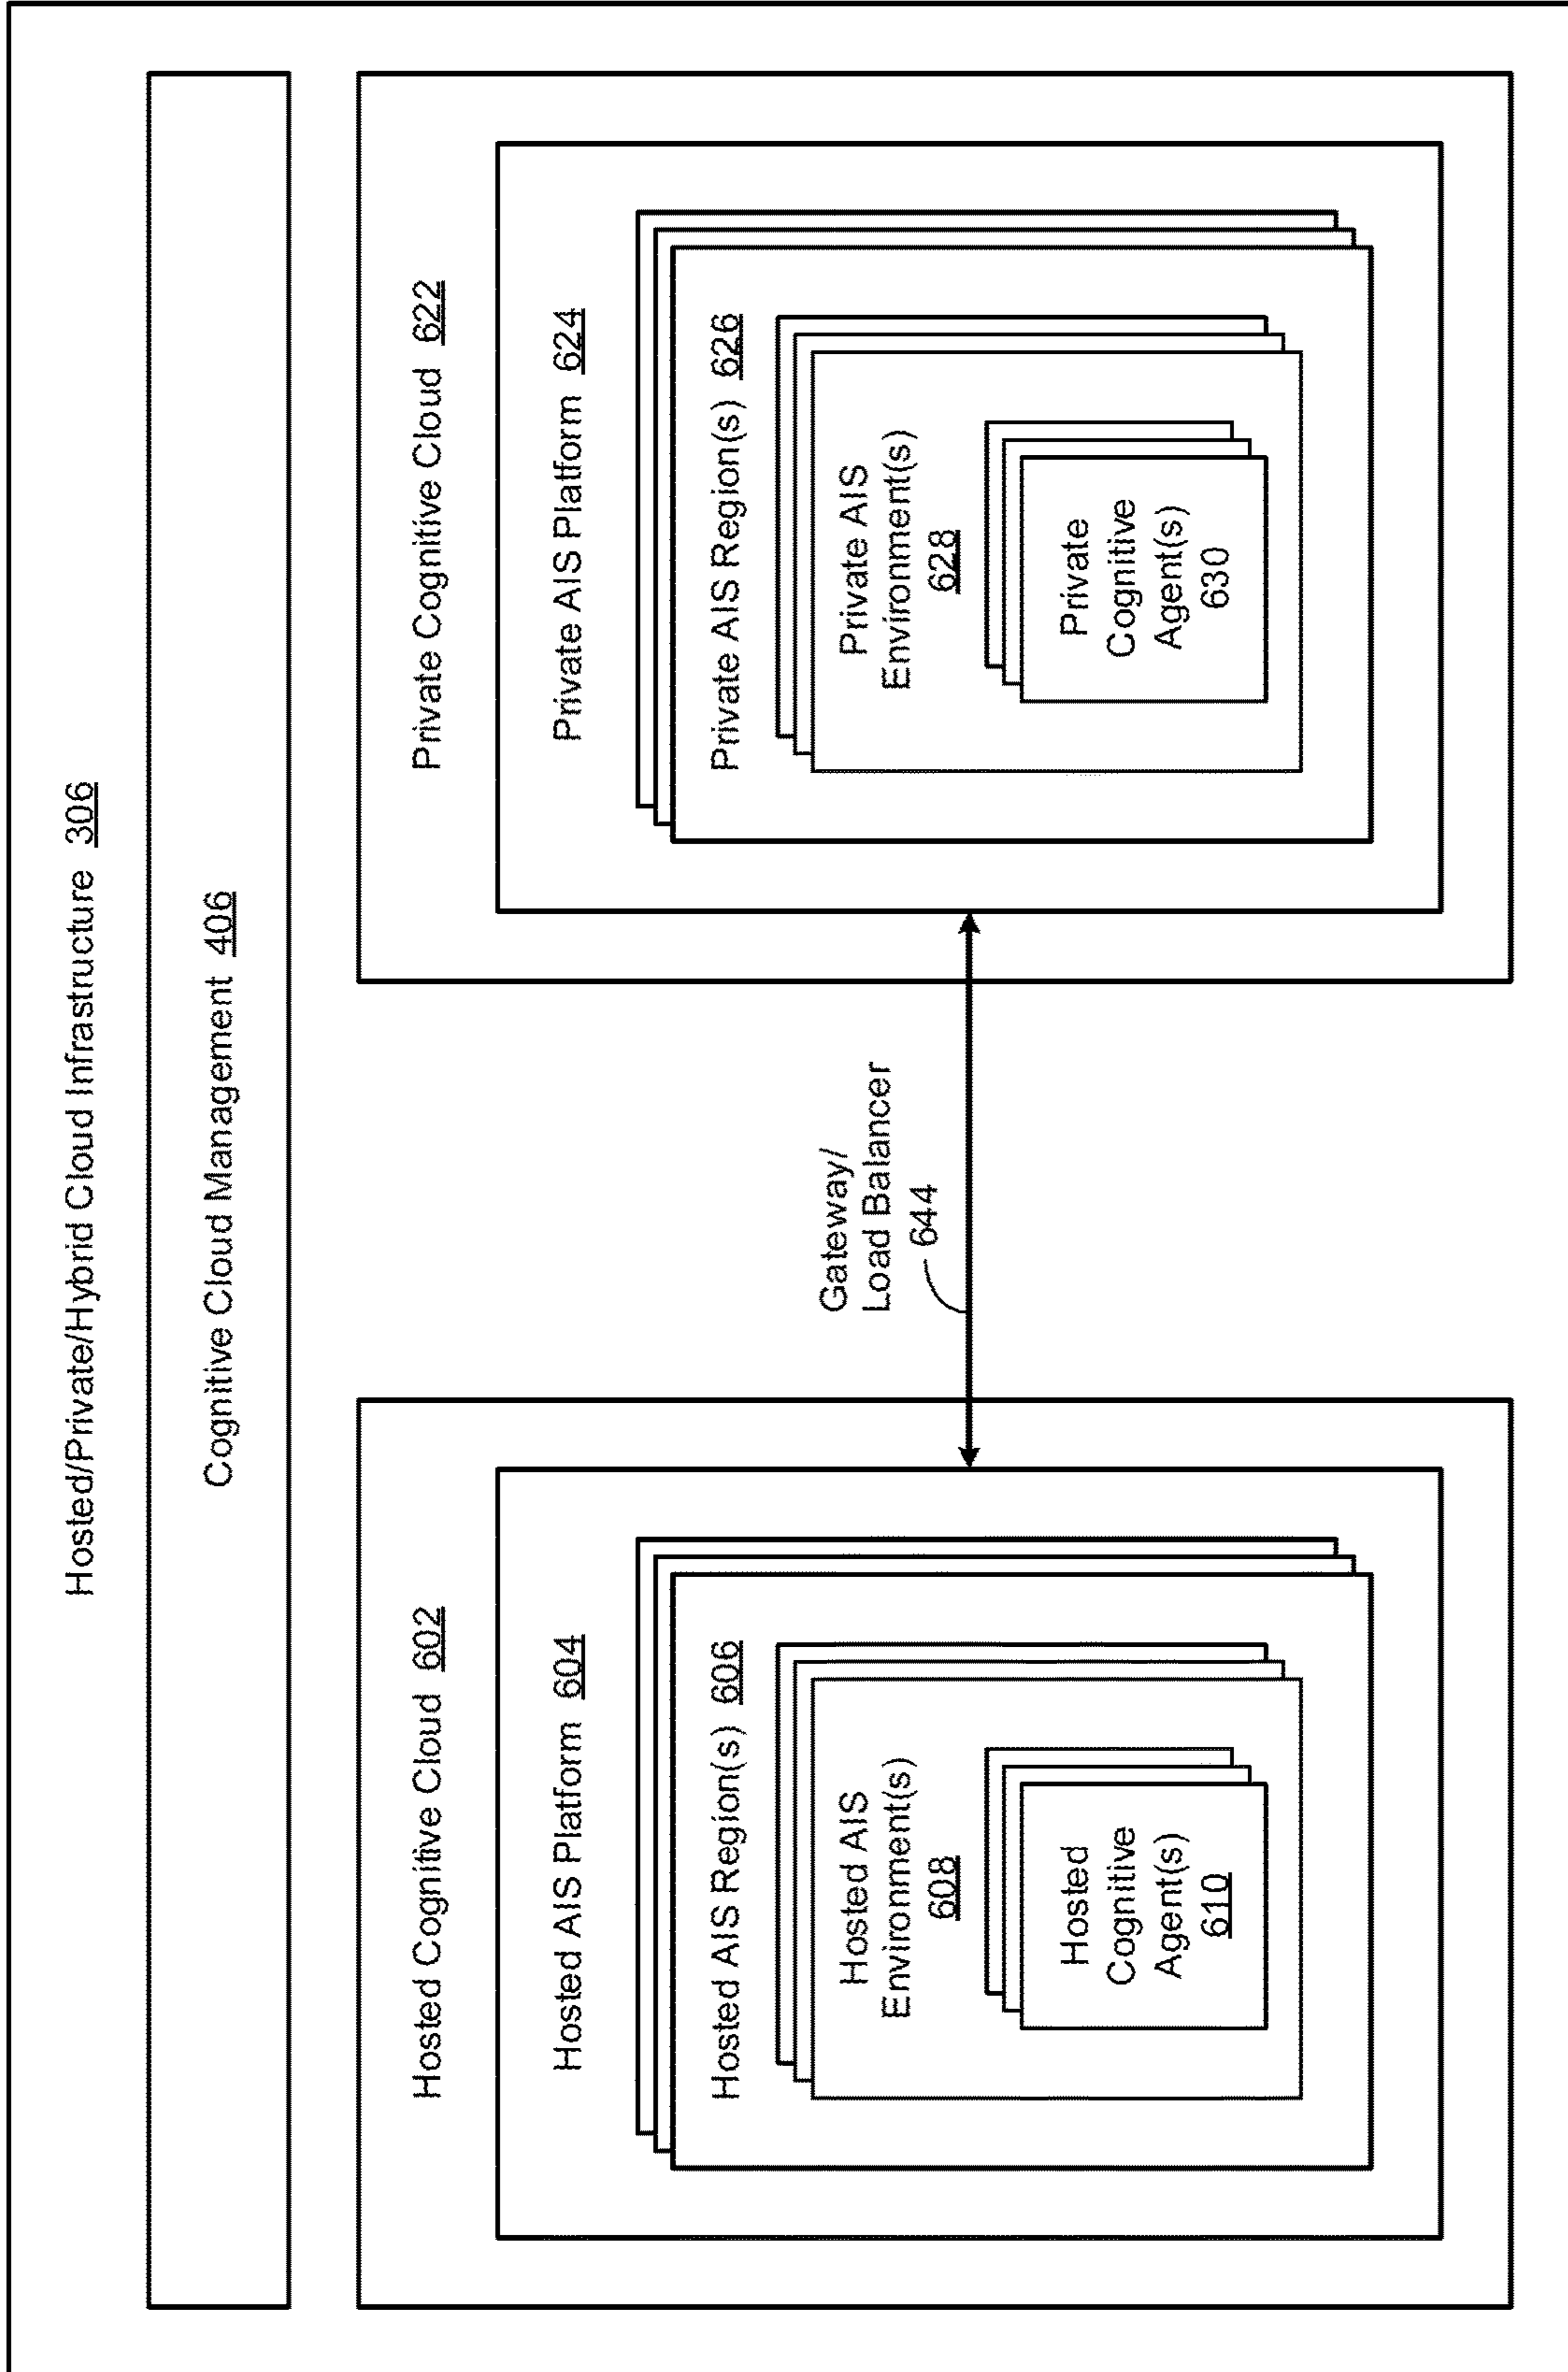 Hosted/Private/Hybrid Cloud Infrastructure 306
Cognitive Cloud Management 406
Hosted Cognitive Cloud 602
Hosted AIS Platform 604
Hosted AIS Region(s) 606
Hosted AIS
Environment(s)
608
Hosted
Cognitive
Agent(s)
610
Gateway/
Load Balancer
644
Private Cognitive Cloud 622
Private AIS Platform 624
Private AIS Region(s) 626
Private AIS
Environment(s)
628
Private
Cognitive
Agent(s)
630